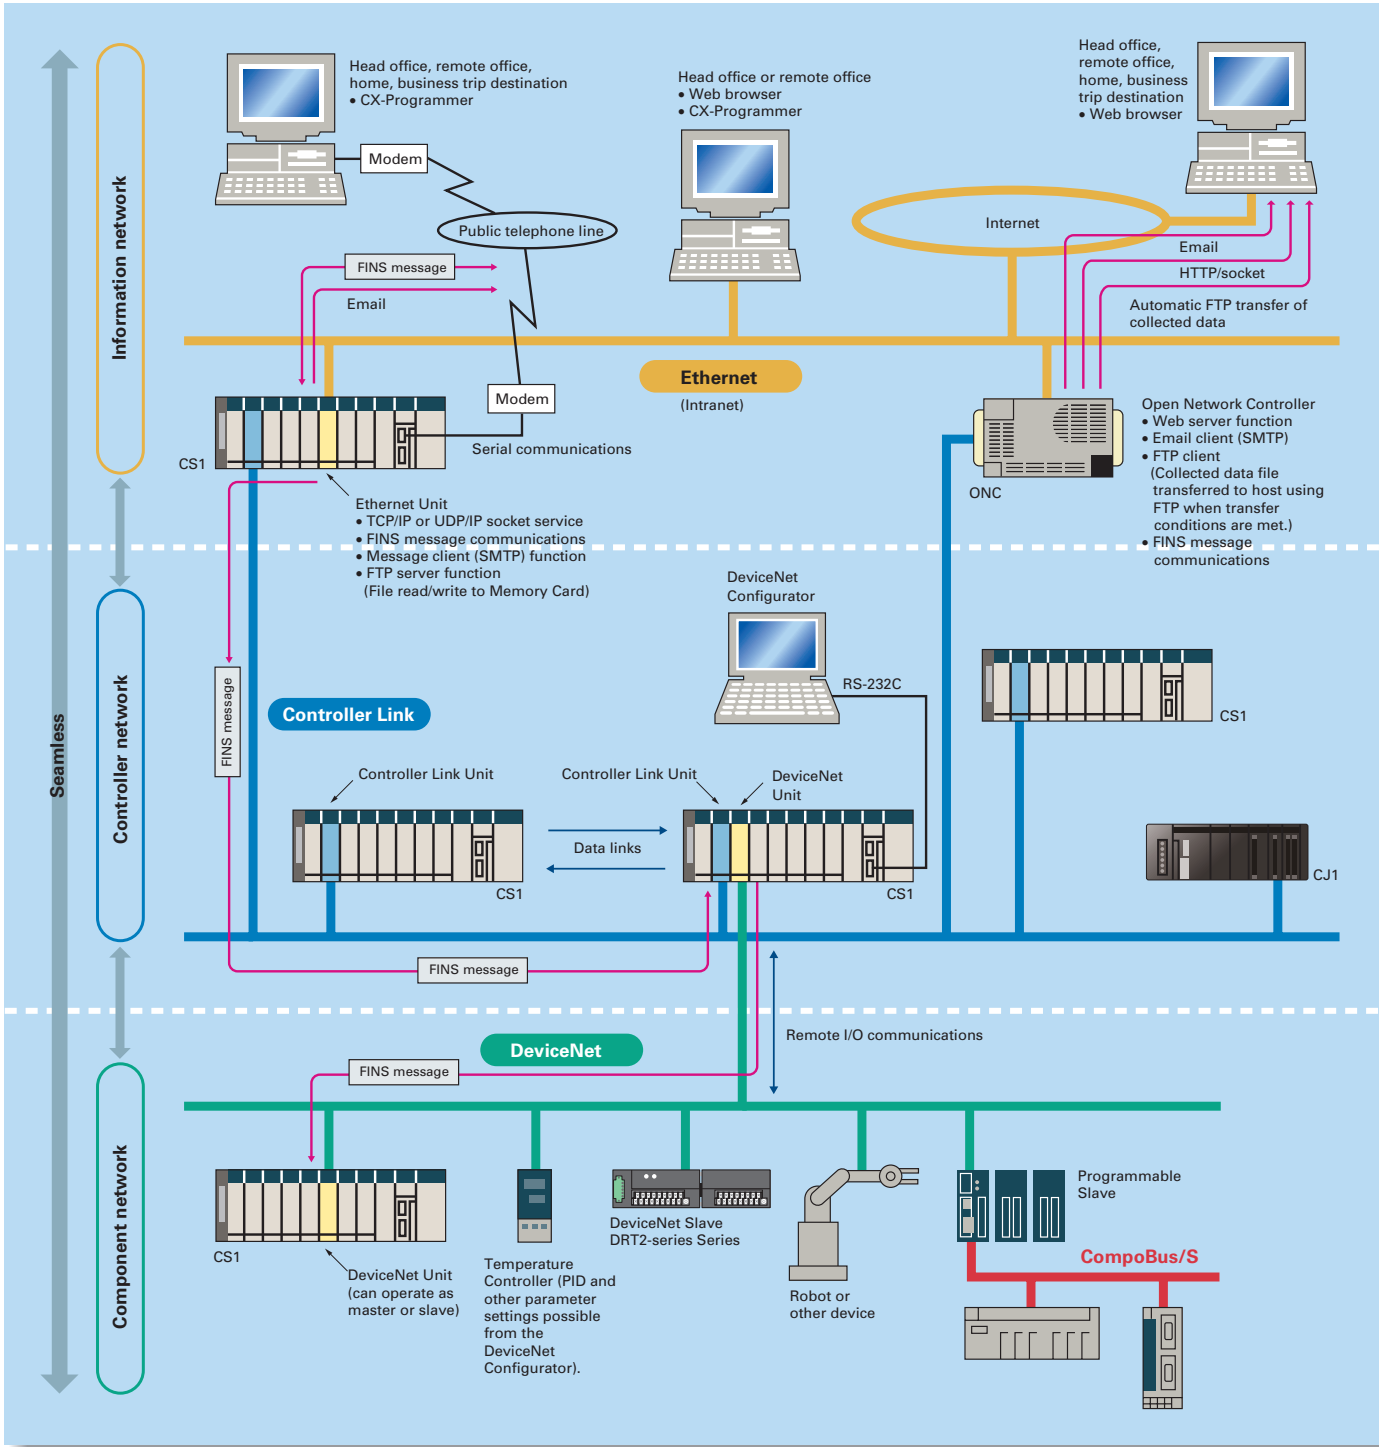 Head office, remote office,
home, business trip destination
• CX-Programmer
Modem
Public telephone line
Head office or remote office
• Web browser
• CX-Programmer
Head office,
remote office,
home, business
trip destination
• Web browser
Internet
Email
HTTP/socket
Automatic FTP transfer of
collected data
FINS message
Email
Information network
Ethernet
(Intranet)
Modem
Serial communications
CS1
Ethernet Unit
• TCP/IP or UDP/IP socket service
• FINS message communications
• Message client (SMTP) function
• FTP server function
(File read/write to Memory Card)
ONC
Open Network Controller
• Web server function
• Email client (SMTP)
• FTP client
(Collected data file
transferred to host using
FTP when transfer
conditions are met.)
• FINS message
communications
Seamless
Controller network
FINS message
Controller Link
DeviceNet
Configurator
RS-232C
CS1
Controller Link Unit
Controller Link Unit
DeviceNet
Unit
Data links
CS1
CS1
CJ1
FINS message
Remote I/O communications
Component network
DeviceNet
FINS message
CS1
DeviceNet Unit
(can operate as
master or slave)
Temperature
Controller (PID and
other parameter
settings possible
from the
DeviceNet
Configurator).
DeviceNet Slave
DRT2-series Series
Robot or
other device
Programmable
Slave
CompoBus/S